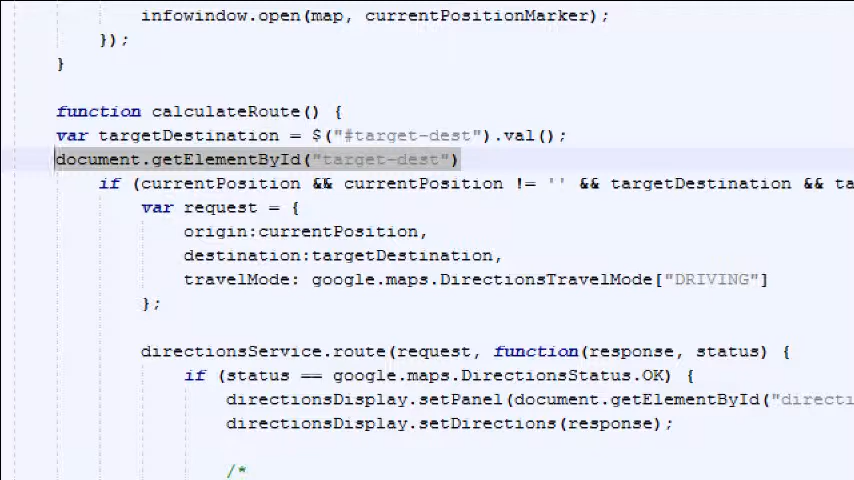 infowindow.open(map, currentPositionMarker);
});
}
function calculateRoute() {
var targetDestination = $("#target-dest").val();
document.getElementById("target-dest")
if (currentPosition && currentPosition != '' && targetDestination && ta
var request = {
origin:currentPosition,
destination:targetDestination,
travelMode: google.maps.DirectionsTravelMode["DRIVING"]
};
directionsService.route(request, function(response, status) {
if (status == google.maps.DirectionsStatus.OK) {
directionsDisplay.setPanel(document.getElementById("directi
directionsDisplay.setDirections(response);
/*